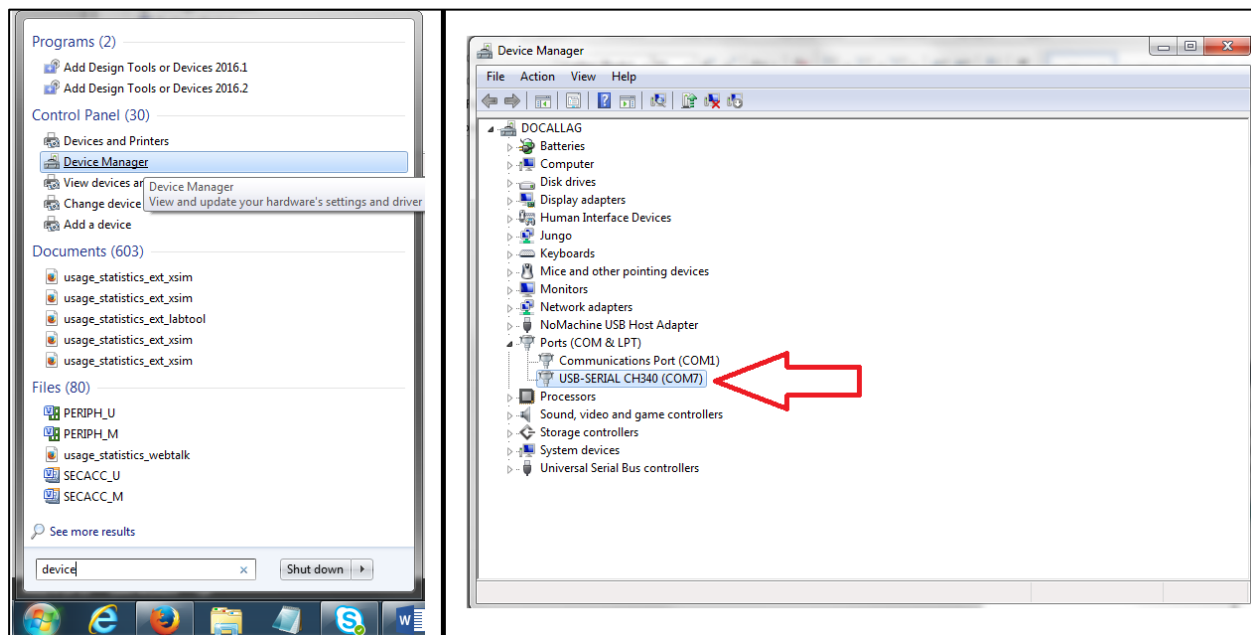 Programs (2)
Add Design Tools or Devices 2016.1
Add Design Tools or Devices 2016.2
Control Panel (30)
Devices and Printers
Device Manager
View devices ar
Device Manager
Change device
View and update your hardware's settings and driver
Add a device
Documents (603)
usage_statistics_ext_xsim
usage_statistics_ext_xsim
usage_statistics_ext_labtool
usage_statistics_ext_xsim
usage_statistics_ext_xsim
Files (80)
PERIPH_U
PERIPH_M
usage_statistics_webtalk
SECACC_U
SECACC_M
See more results
device
Shut down
Device Manager
File Action View Help
DOCALLAG
Batteries
Computer
Disk drives
Display adapters
Human Interface Devices
Jungo
Keyboards
Mice and other pointing devices
Monitors
Network adapters
NoMachine USB Host Adapter
Ports (COM & LPT)
Communications Port (COM1)
USB-SERIAL CH340 (COM7)
Processors
Sound, video and game controllers
Storage controllers
System devices
Universal Serial Bus controllers